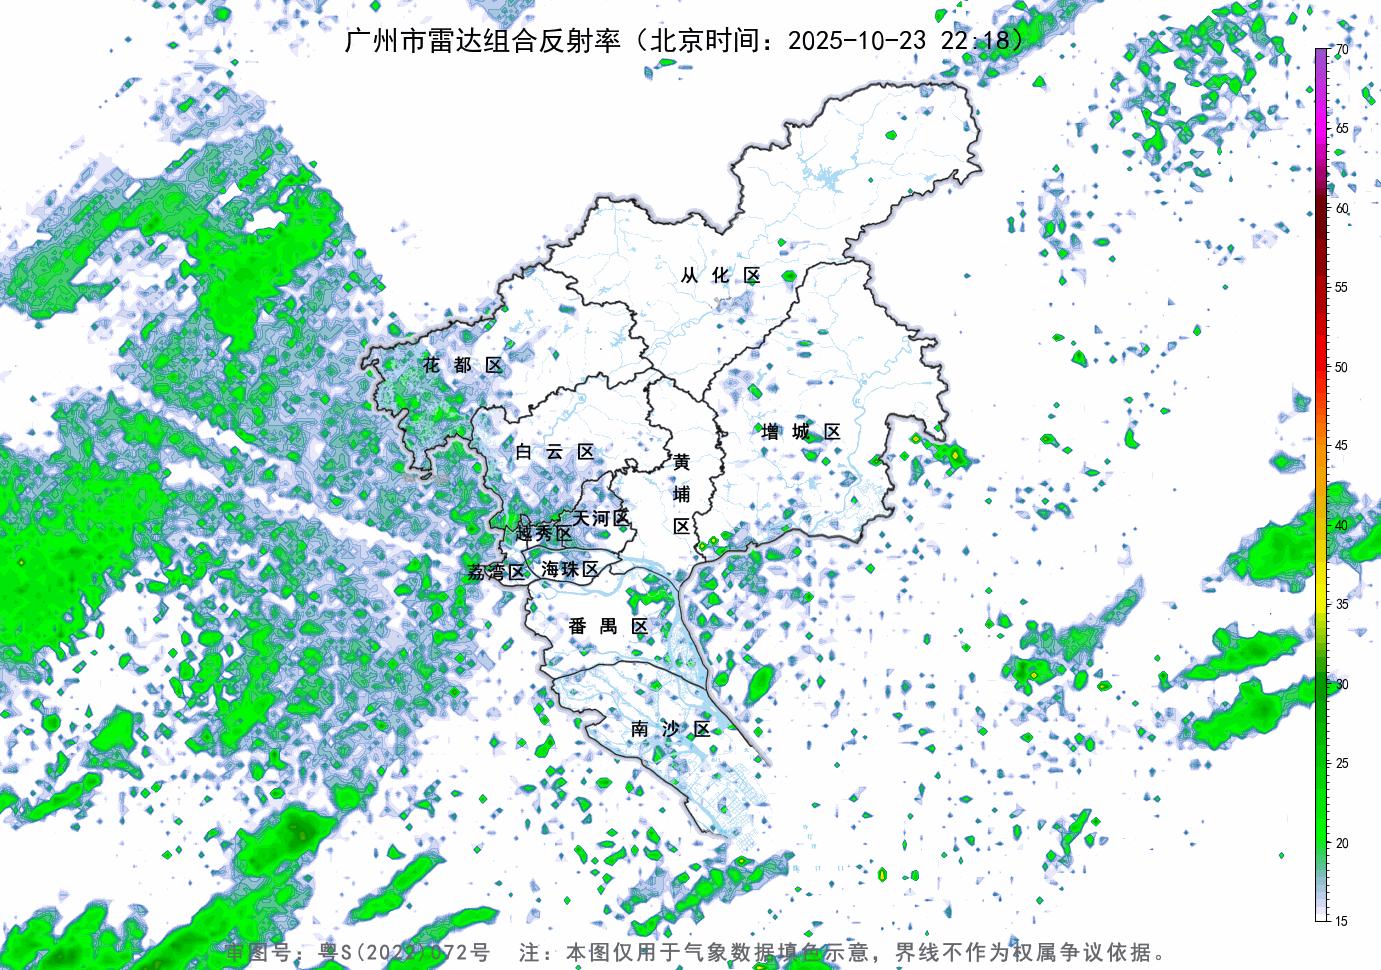 广州市雷达组合反射率（北京时间：2025-10-23 22:18）
70
65
60
55
50
45
40
35
30
25
20
15
从化区
花都区
增城区
白云区
黄埔区
天河区
越秀区
荔湾区
海珠区
番禺区
南沙区
审图号：粤S(2022)072号 注：本图仅用于气象数据填色示意，界线不作为权属争议依据。